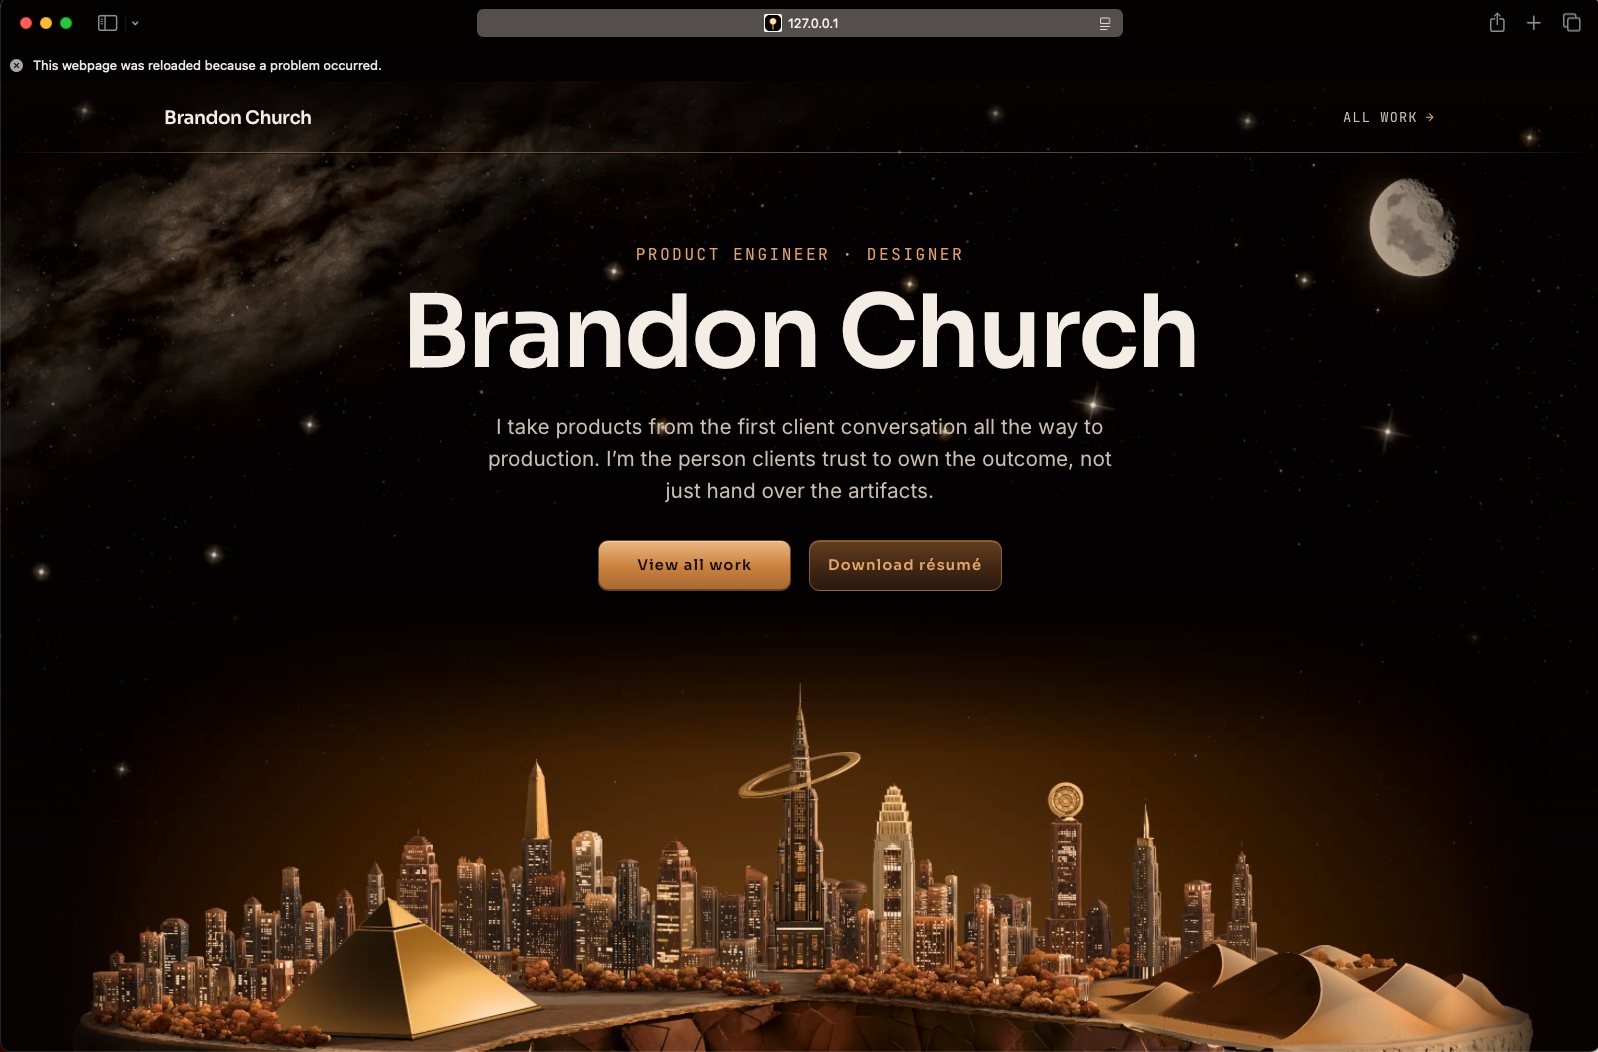 127.0.0.1
This webpage was reloaded because a problem occurred.
Brandon Church
ALL WORK →
PRODUCT ENGINEER · DESIGNER
Brandon Church
I take products from the first client conversation all the way to
production. I’m the person clients trust to own the outcome, not
just hand over the artifacts.
View all work
Download résumé